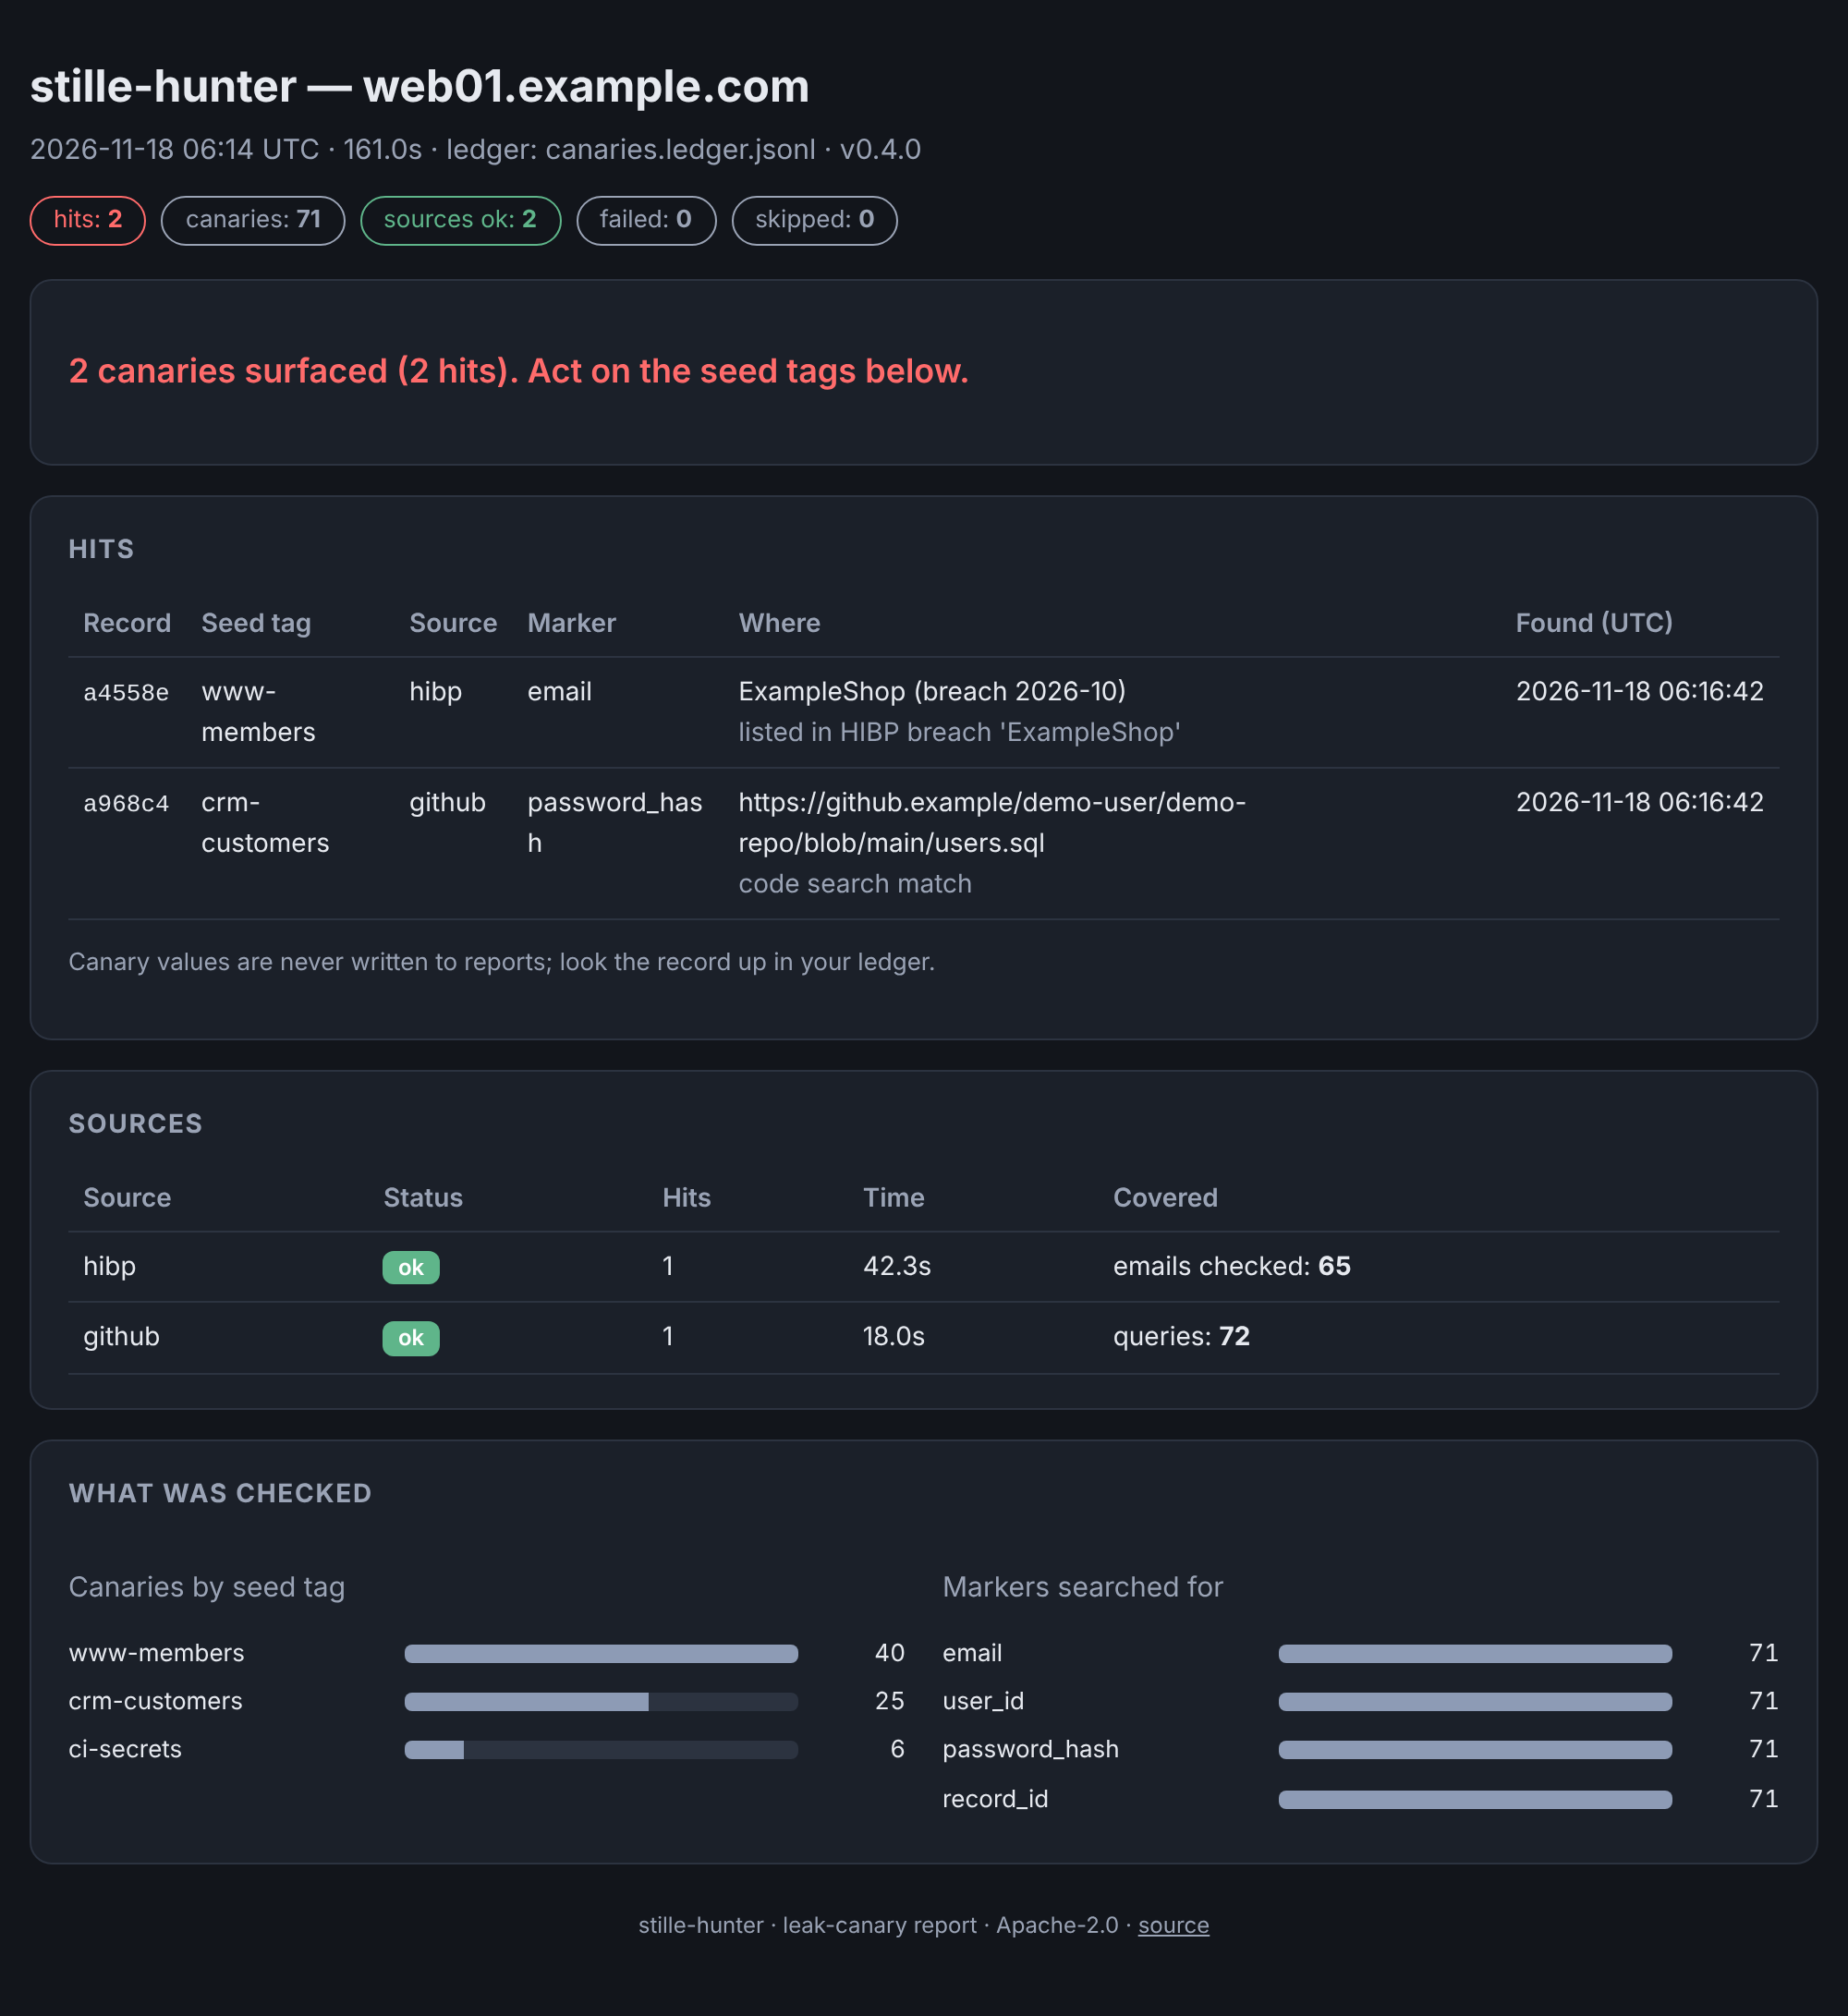 stille-hunter — web01.example.com
2026-11-18 06:14 UTC · 161.0s · ledger: canaries.ledger.jsonl · v0.4.0
hits: 2 canaries: 71 sources ok: 2 failed: 0 skipped: 0
2 canaries surfaced (2 hits). Act on the seed tags below.
HITS
Record Seed tag Source Marker Where Found (UTC)
a4558e www- hibp email ExampleShop (breach 2026-10) 2026-11-18 06:16:42
members listed in HIBP breach 'ExampleShop'
a968c4 crm- github password_has https://github.example/demo-user/demo- 2026-11-18 06:16:42
customers h repo/blob/main/users.sql
code search match
Canary values are never written to reports; look the record up in your ledger.
SOURCES
Source Status Hits Time Covered
hibp ok 1 42.3s emails checked: 65
github ok 1 18.0s queries: 72
WHAT WAS CHECKED
Canaries by seed tag
www-members 40
crm-customers 25
ci-secrets 6
Markers searched for
email 71
user_id 71
password_hash 71
record_id 71
stille-hunter · leak-canary report · Apache-2.0 · source